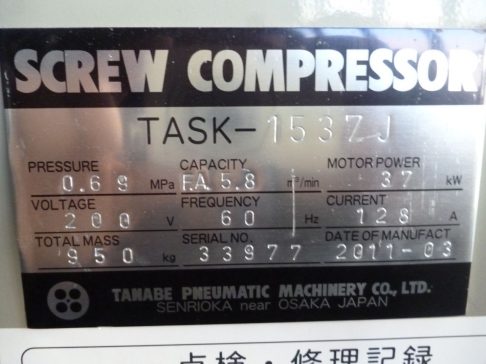 SCREW COMPRESSOR
TASK-1537J
PRESSURE CAPACITY MOTOR POWER
0.69 MPa F.A 5.8 m³/min 37 kW
VOLTAGE FREQUENCY CURRENT
200 V 60 Hz 128 A
TOTAL MASS SERIAL NO. DATE OF MANUFACT
950 kg 33977 2011-03
TANABE PNEUMATIC MACHINERY CO., LTD.
SENRIOKA near OSAKA JAPAN
点検・修理記録